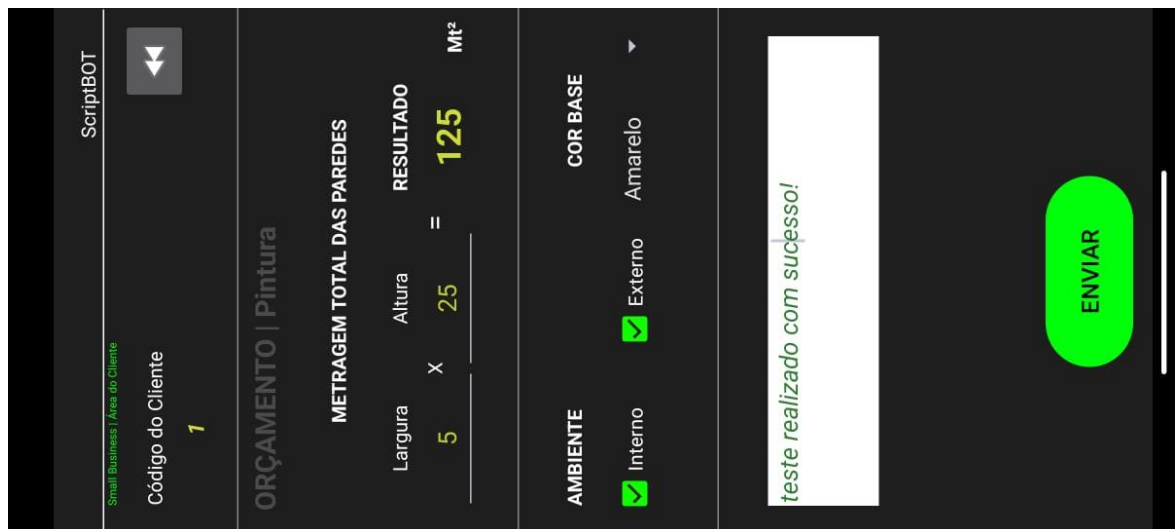 ScriptBOT
Small Business | Área do Cliente
Código do Cliente
1
ORÇAMENTO | Pintura
METRAGEM TOTAL DAS PAREDES
Largura Altura RESULTADO
5 X 25 = 125 Mt²
AMBIENTE COR BASE
Interno Externo Amarelo
teste realizado com sucesso!
ENVIAR